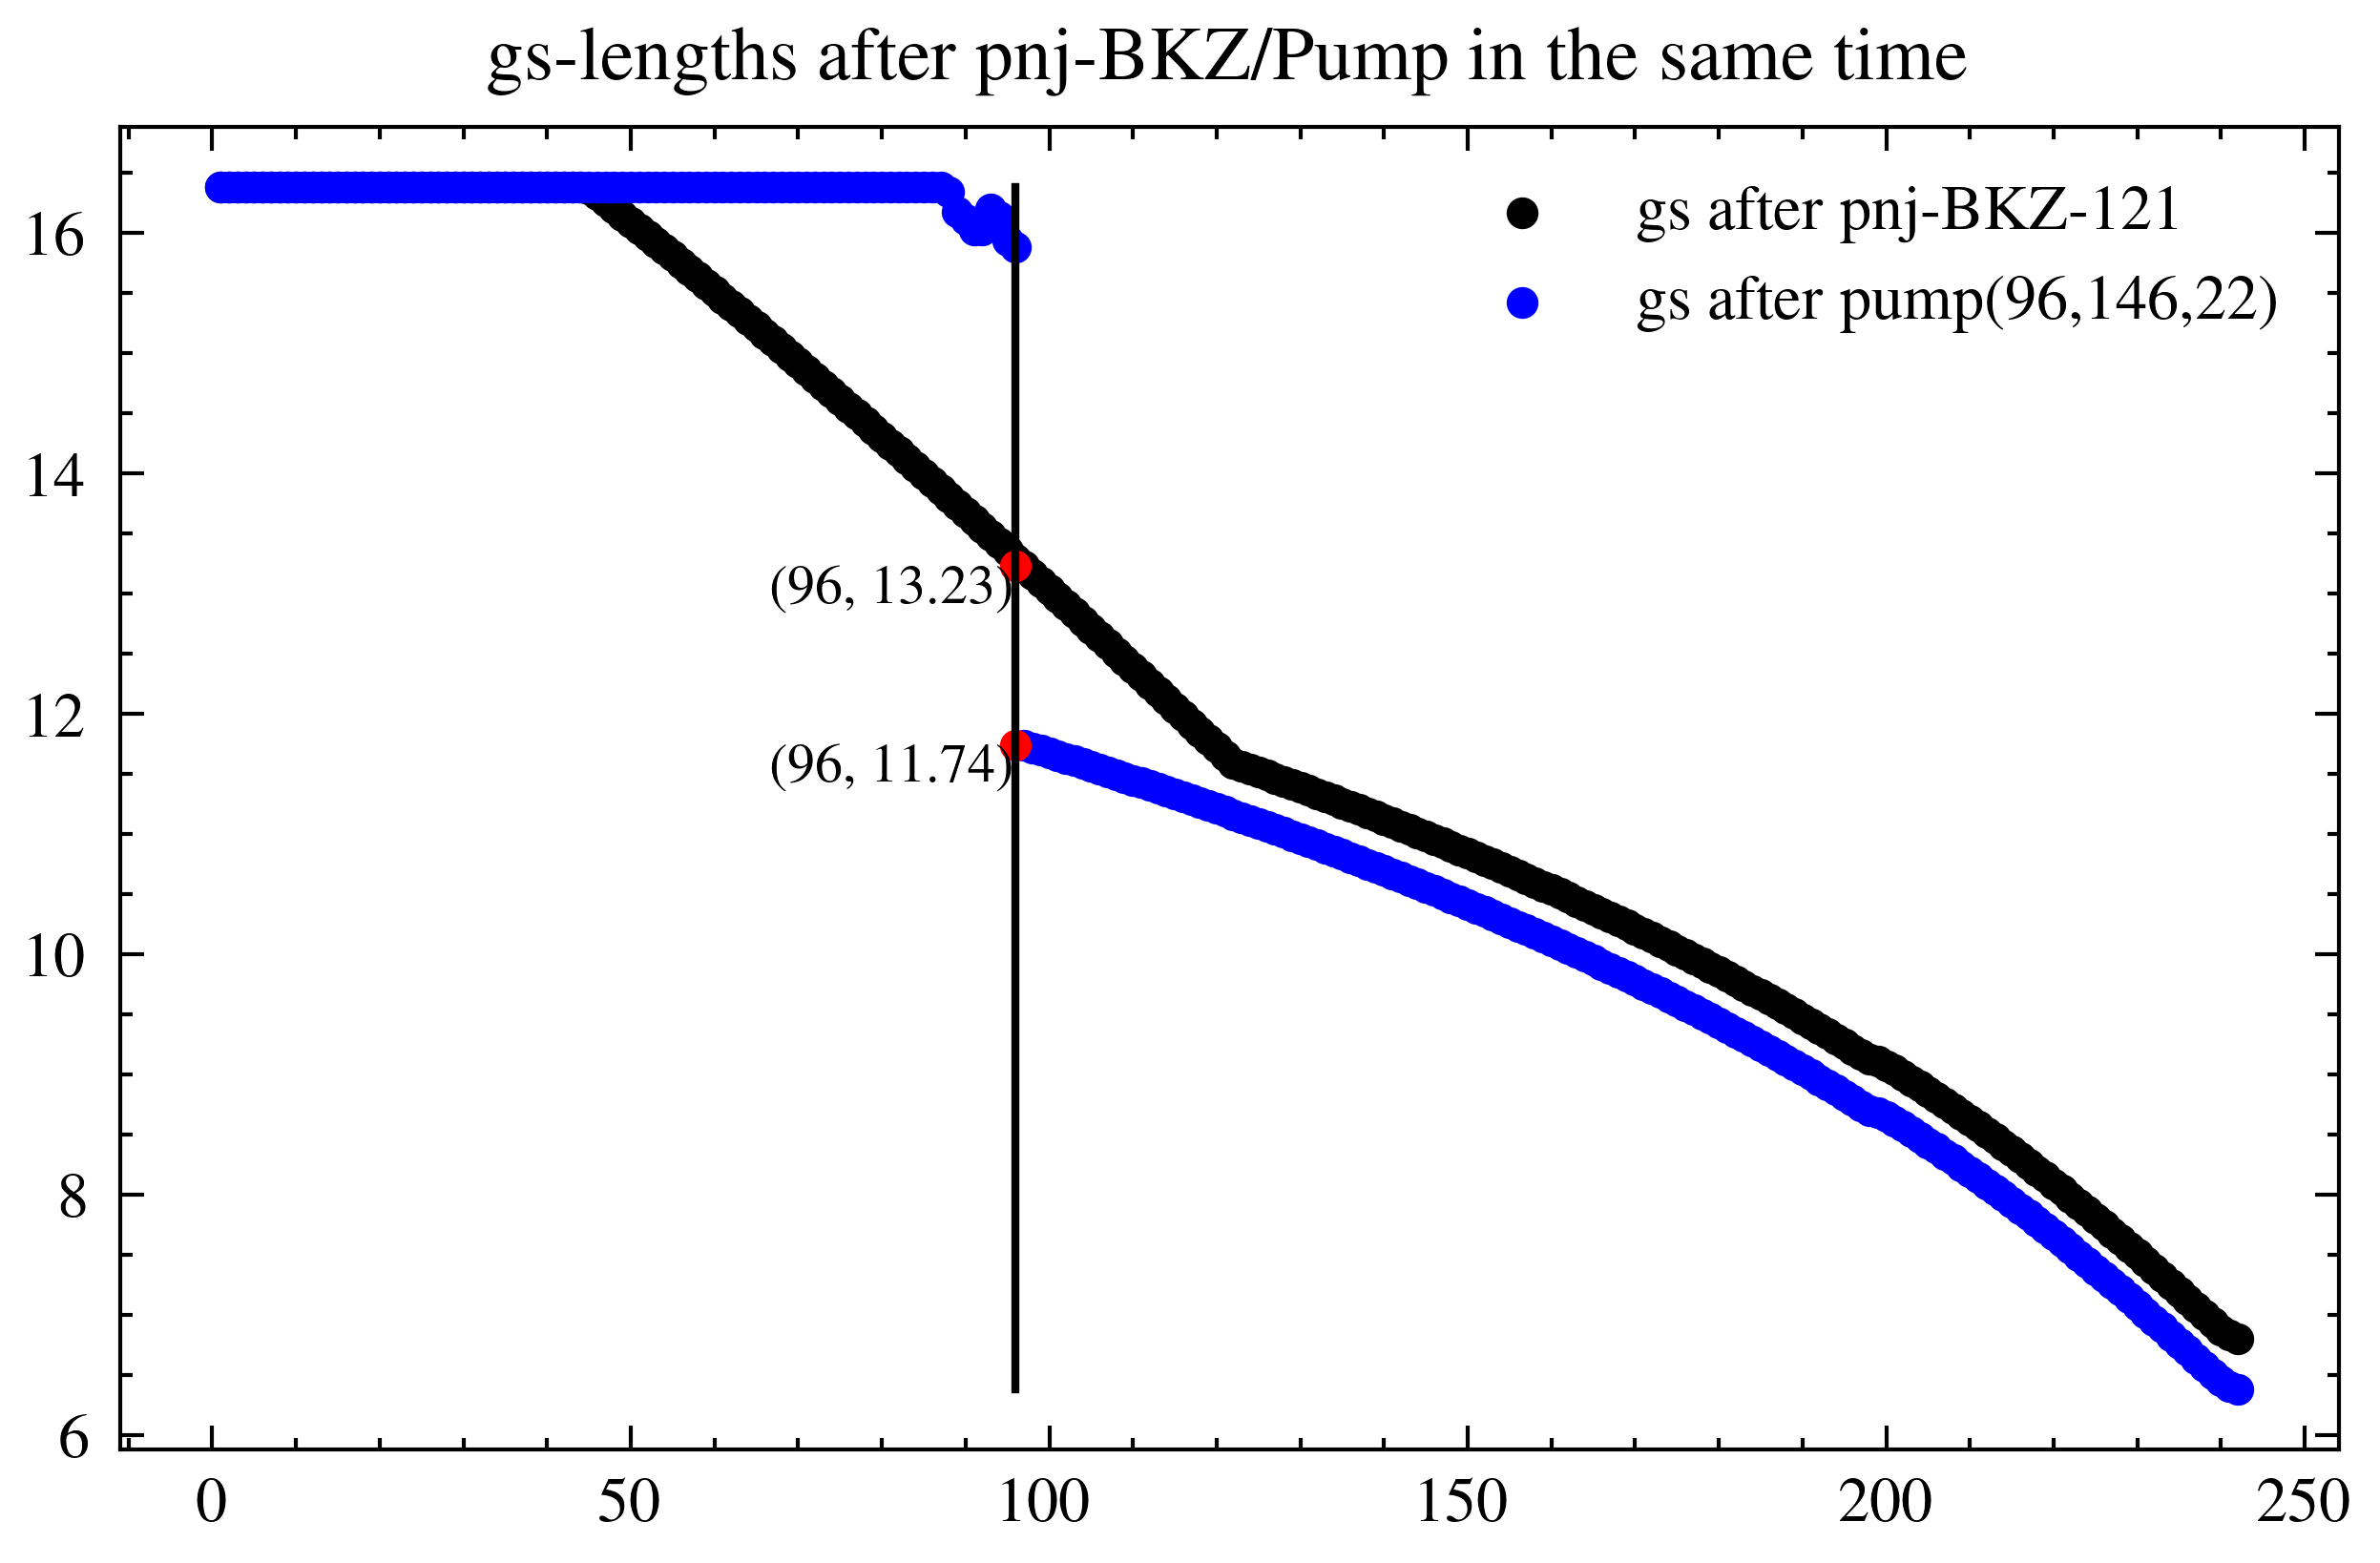 gs-lengths after pnj-BKZ/Pump in the same time
gs after pnj-BKZ-121
gs after pump(96,146,22)
16
14
12
10
8
6
(96, 13.23)
(96, 11.74)
0 50 100 150 200 250